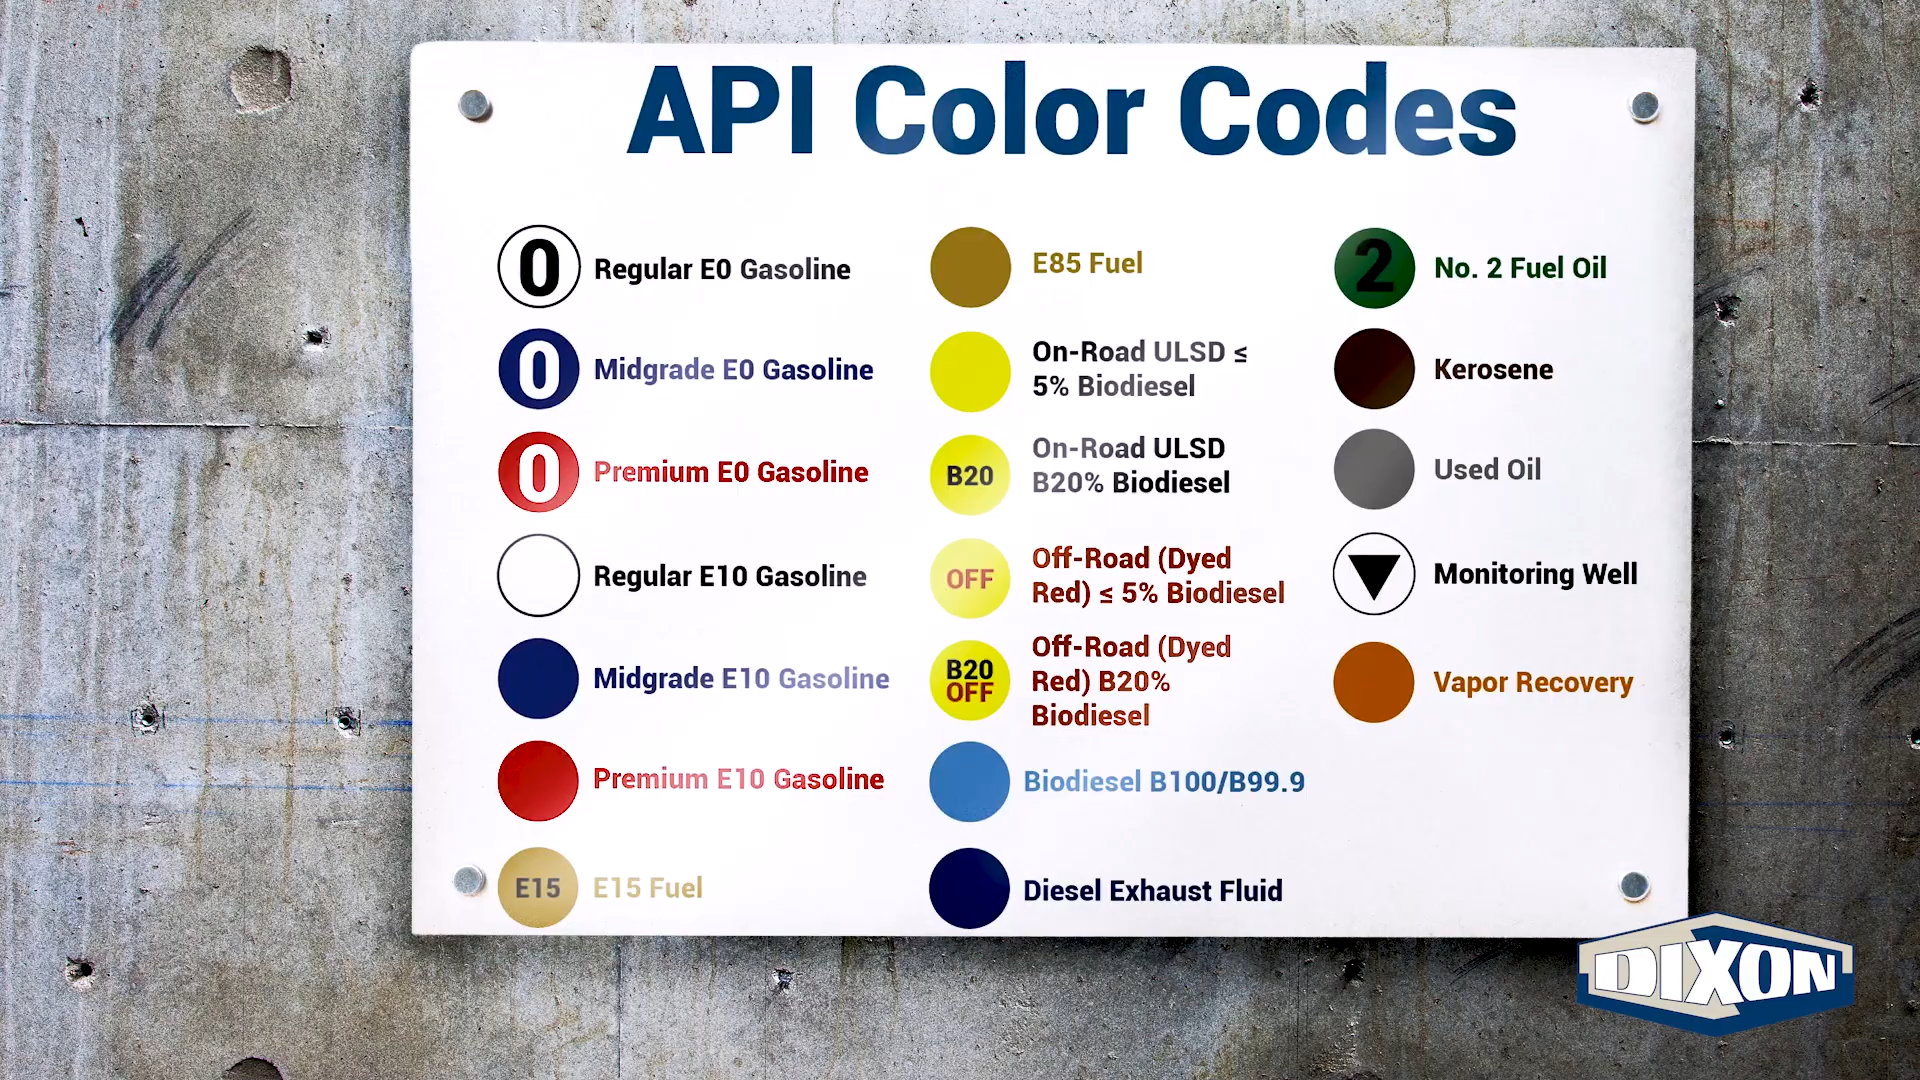 API Color Codes
0 Regular E0 Gasoline
0 Midgrade E0 Gasoline
0 Premium E0 Gasoline
Regular E10 Gasoline
Midgrade E10 Gasoline
Premium E10 Gasoline
E15 E15 Fuel
E85 Fuel
On-Road ULSD ≤
5% Biodiesel
B20
On-Road ULSD
B20% Biodiesel
OFF
Off-Road (Dyed
Red) ≤ 5% Biodiesel
B20
OFF
Off-Road (Dyed
Red) B20%
Biodiesel
Biodiesel B100/B99.9
Diesel Exhaust Fluid
2 No. 2 Fuel Oil
Kerosene
Used Oil
Monitoring Well
Vapor Recovery
DIXON